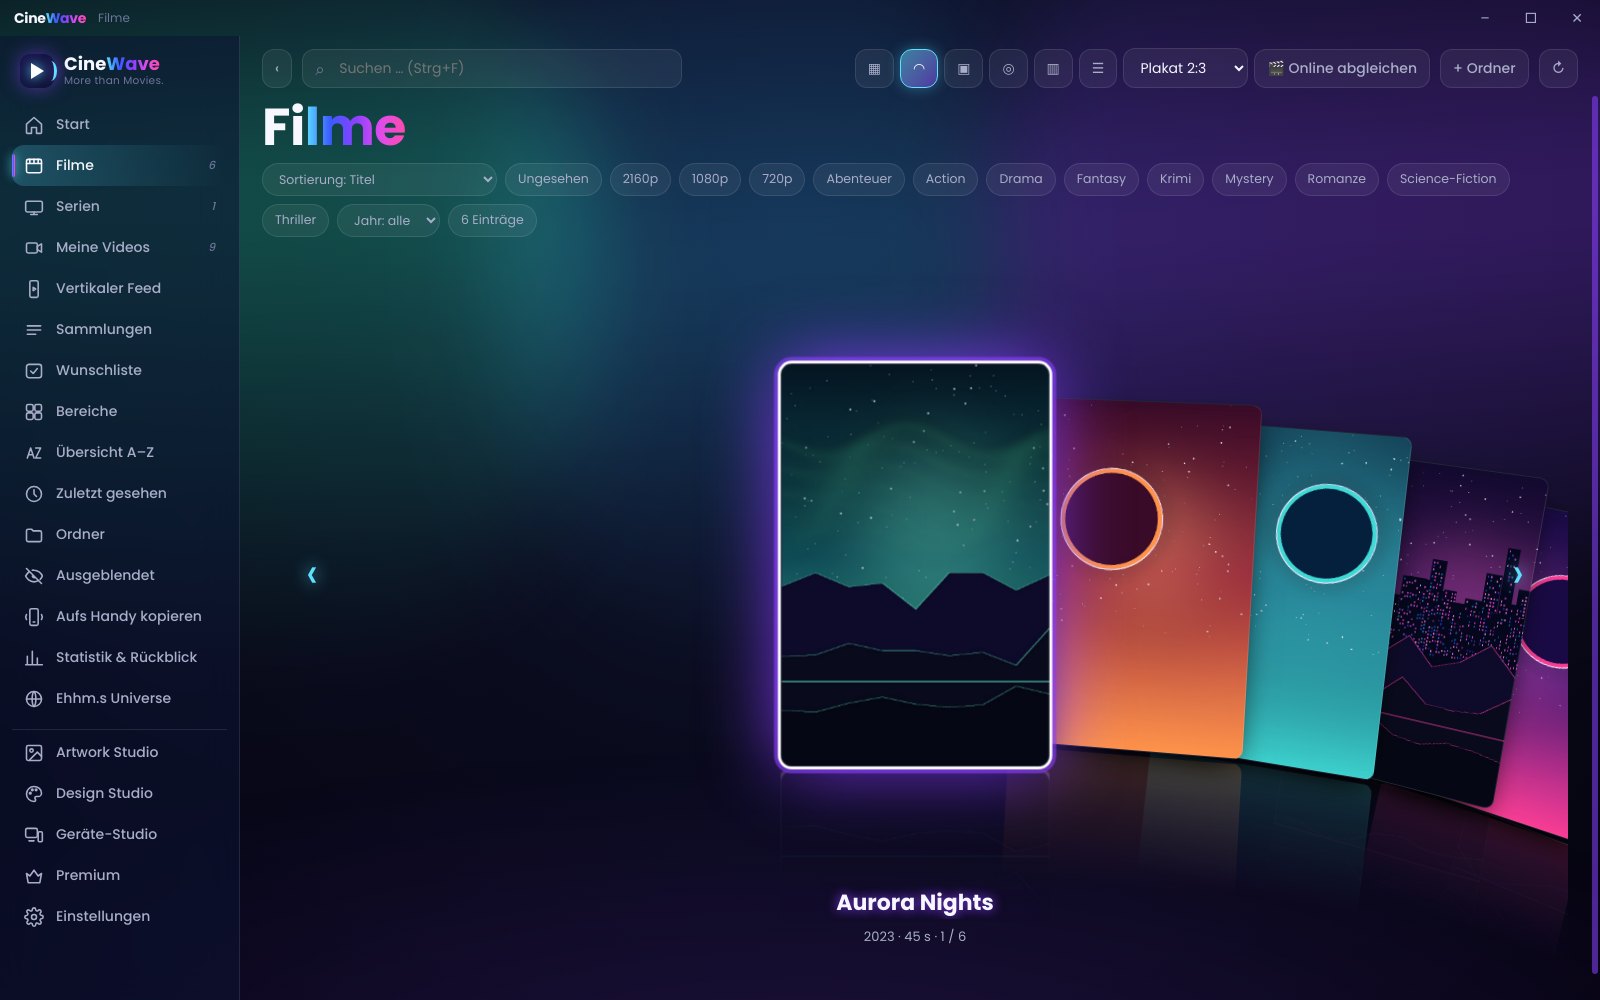 CineWave Filme
CineWave
More than Movies.
Start
Filme 6
Serien 1
Meine Videos 9
Vertikaler Feed
Sammlungen
Wunschliste
Bereiche
AZ Übersicht A–Z
Zuletzt gesehen
Ordner
Ausgeblendet
Aufs Handy kopieren
Statistik & Rückblick
Ehhm.s Universe
Artwork Studio
Design Studio
Geräte-Studio
Premium
Einstellungen
Suchen … (Strg+F)
Plakat 2:3
Online abgleichen
+ Ordner
Filme
Sortierung: Titel
Ungesehen
2160p
1080p
720p
Abenteuer
Action
Drama
Fantasy
Krimi
Mystery
Romanze
Science-Fiction
Thriller
Jahr: alle
6 Einträge
Aurora Nights
2023 · 45 s · 1 / 6